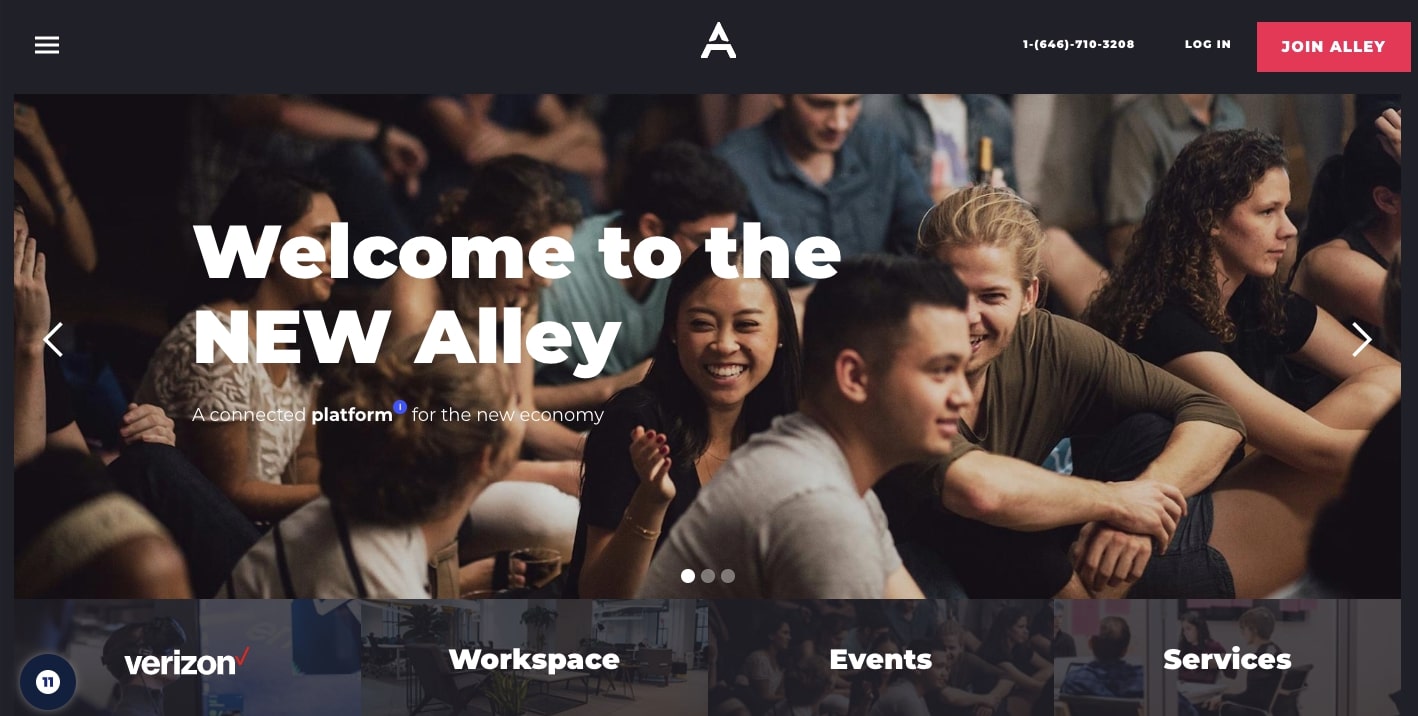 1-(646)-710-3208
LOG IN
JOIN ALLEY
Welcome to the
NEW Alley
A connected platform for the new economy
verizon
Workspace
Events
Services
11